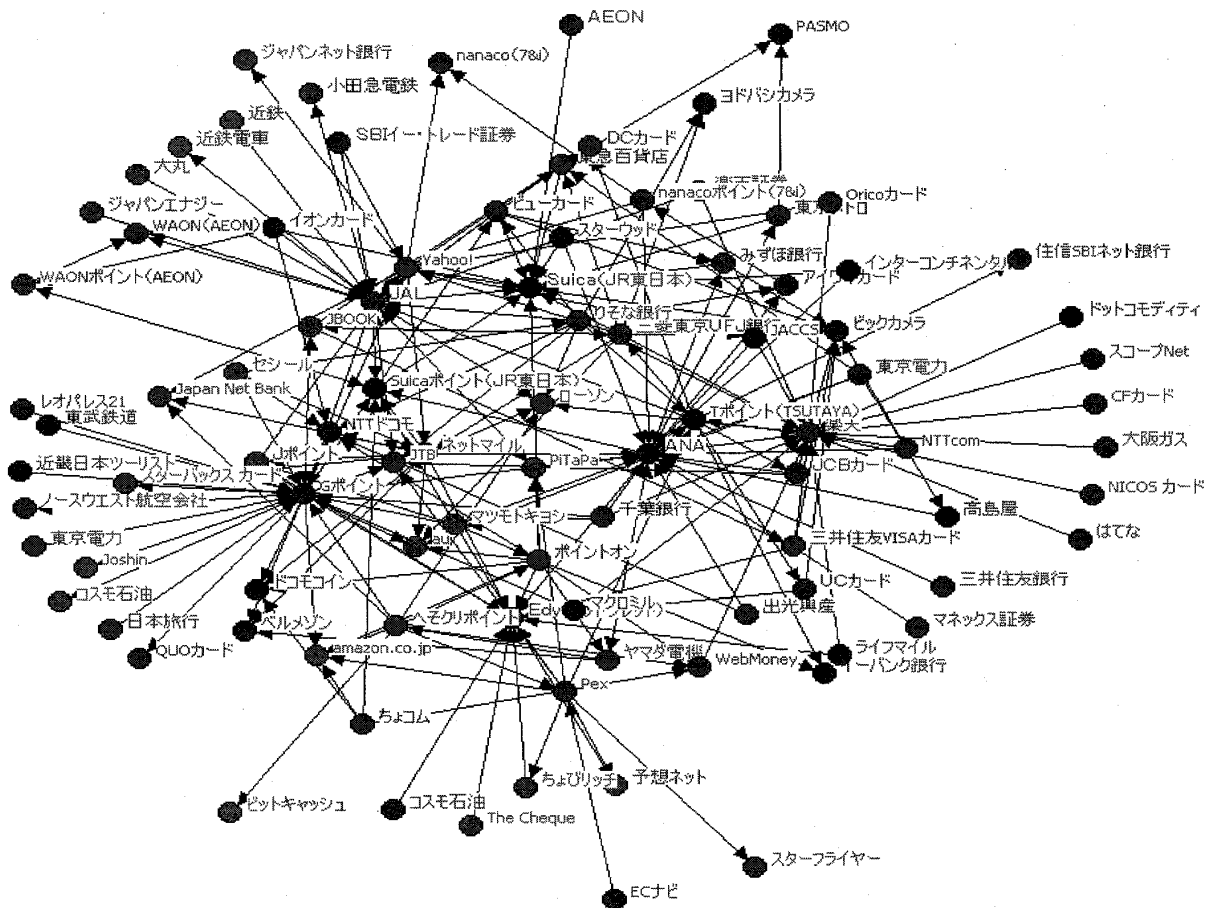 AEON
PASMO
ジャパンネット銀行
nanaco(7&i)
小田急電鉄
ヨドバシカメラ
近鉄
近鉄電車
SBIイー・トレード証券
DCカード
東急百貨店
大丸
nanacoポイント(7&i)
Oricoカード
ジャパンエナジー
ビューカード
イオンカード
WAON(AEON)
スターウッド
みずほ銀行
インターコンチネンタル
住信SBIネット銀行
WAONポイント(AEON)
Yahoo!
Suica(JR東日本)
JAL
JBOOK
りそな銀行
三菱東京UFJ銀行
JACCS
ビックカメラ
ドットコモディティ
セシール
東京電力
スコープNet
Japan Net Bank
Suicaポイント(JR東日本)
ローソン
CFカード
レオパレス21
東武鉄道
Tポイント(TSUTAYA)
楽天
NTTドコモ
ネットマイル
ANA
NTTcom
大阪ガス
JTB
Jポイント
PiTaPa
JCBカード
近畿日本ツーリスト
スターバックス カード
Gポイント
NICOS カード
ノースウエスト航空会社
マツモトキヨシ
千葉銀行
高島屋
はてな
東京電力
au
ポイントオン
三井住友VISAカード
Joshin
ドコモコイン
UCカード
三井住友銀行
コスモ石油
Edy
マクロミル
出光興産
日本旅行
ベルメゾン
へそクリポイント
マネックス証券
QUOカード
amazon.co.jp
ヤマダ電機
WebMoney
ライフマイル
イーバンク銀行
Pex
ちょコム
ちょびリッチ
予想ネット
ビットキャッシュ
コスモ石油
The Cheque
スターフライヤー
ECナビ